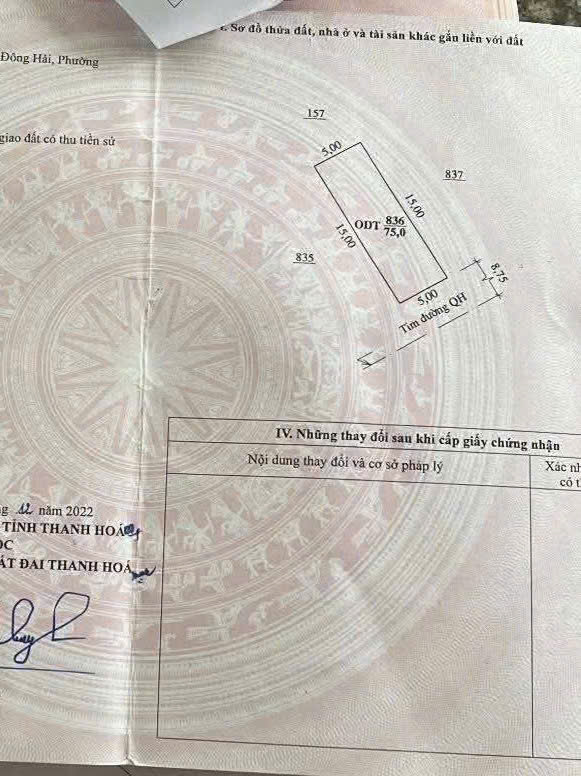 Sơ đồ thửa đất, nhà ở và tài sản khác gắn liền với đất
Đông Hải, Phường
giao đất có thu tiền sử
157
5,00
837
15,00
ODT 836
75,0
15,00
835
8,75
5,00
Tim đường QH
IV. Những thay đổi sau khi cấp giấy chứng nhận
Nội dung thay đổi và cơ sở pháp lý
Xác nh
có t
12 năm 2022
TỈNH THANH HOÁ
ỐC
ẤT ĐAI THANH HOÁ